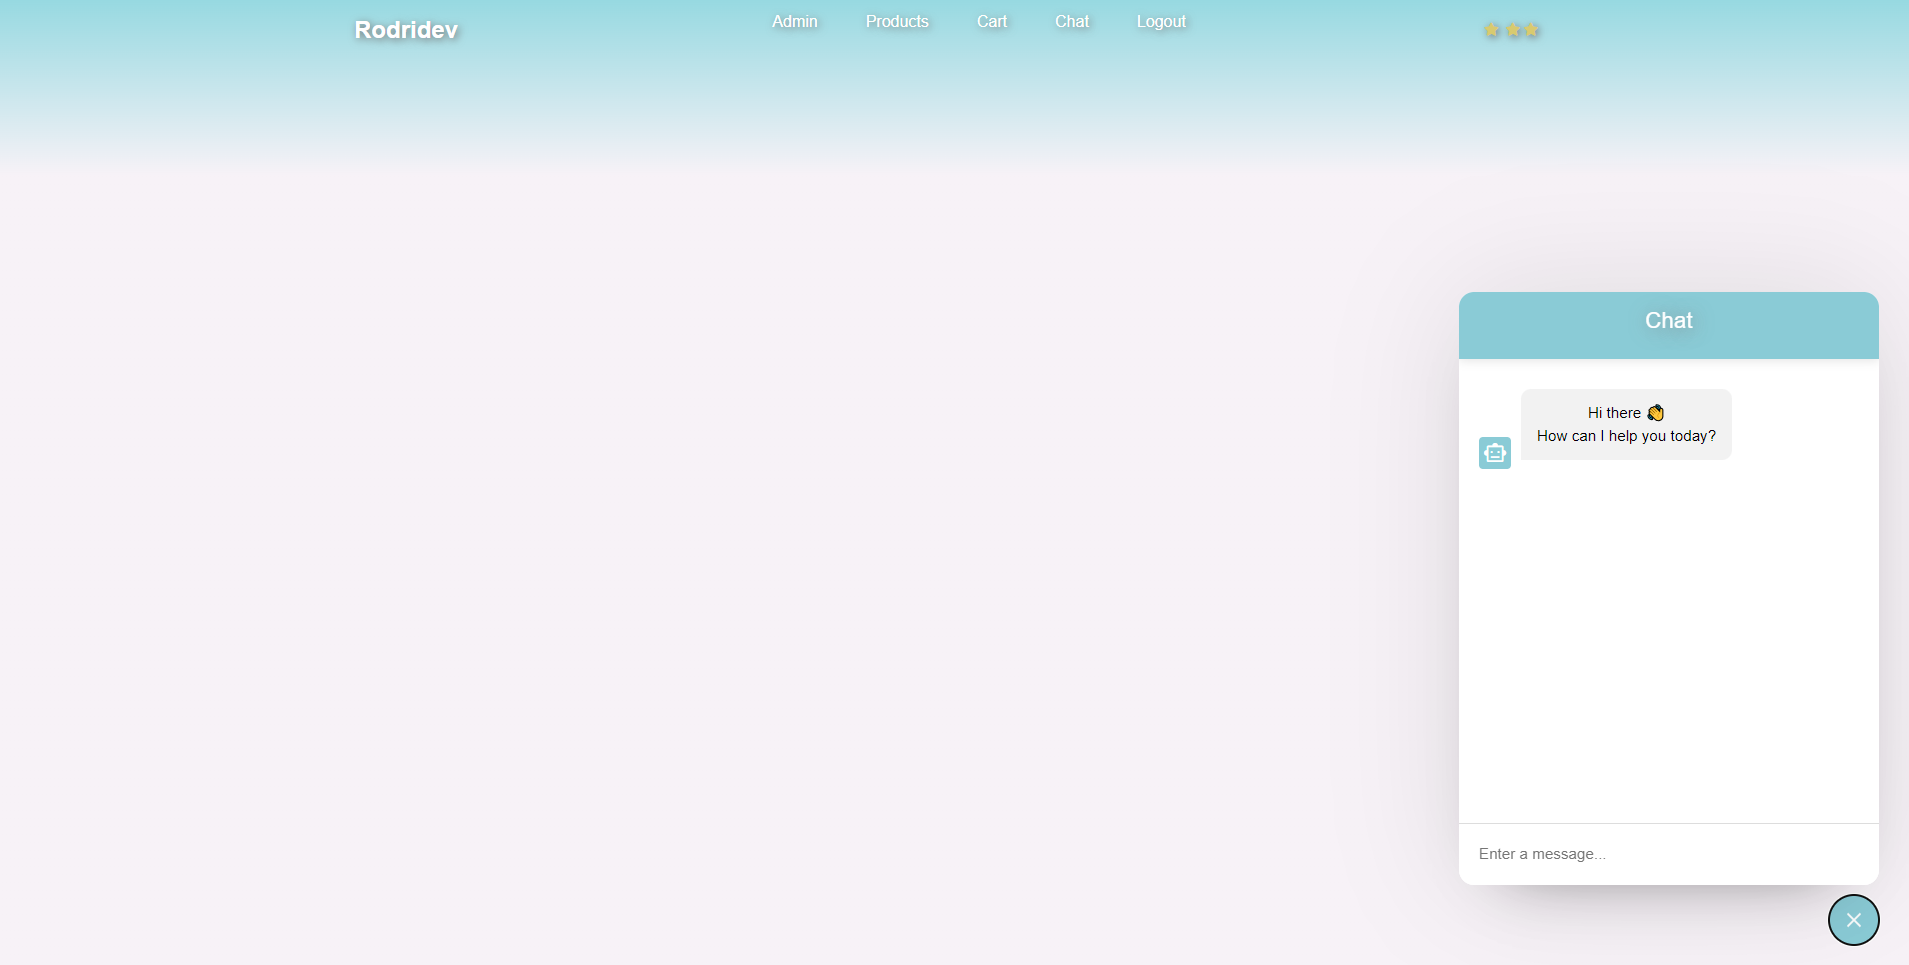 Rodridev
Admin Products Cart Chat Logout
Chat
Hi there 👏
How can I help you today?
Enter a message...